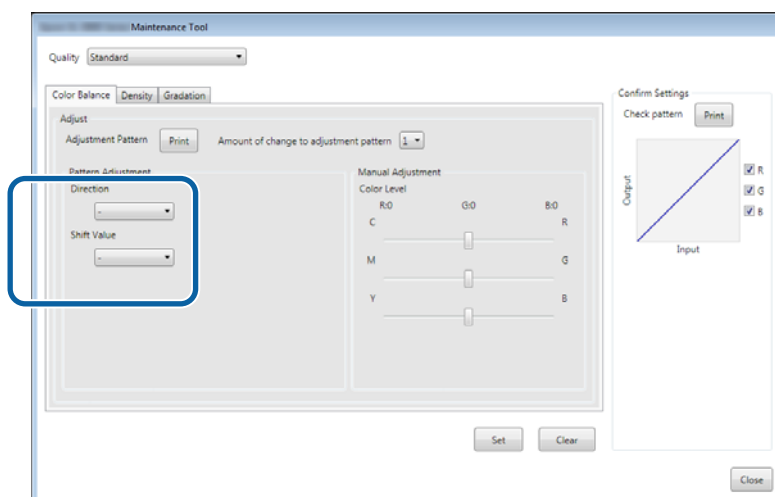 Maintenance Tool
Quality Standard
Color Balance Density Gradation
Adjust
Adjustment Pattern Print Amount of change to adjustment pattern 1
Pattern Adjustment
Direction
-
Shift Value
-
Manual Adjustment
Color Level
R:0 G:0 B:0
C R
M G
Y B
Set Clear
Confirm Settings
Check pattern Print
Output
Input
R
G
B
Close